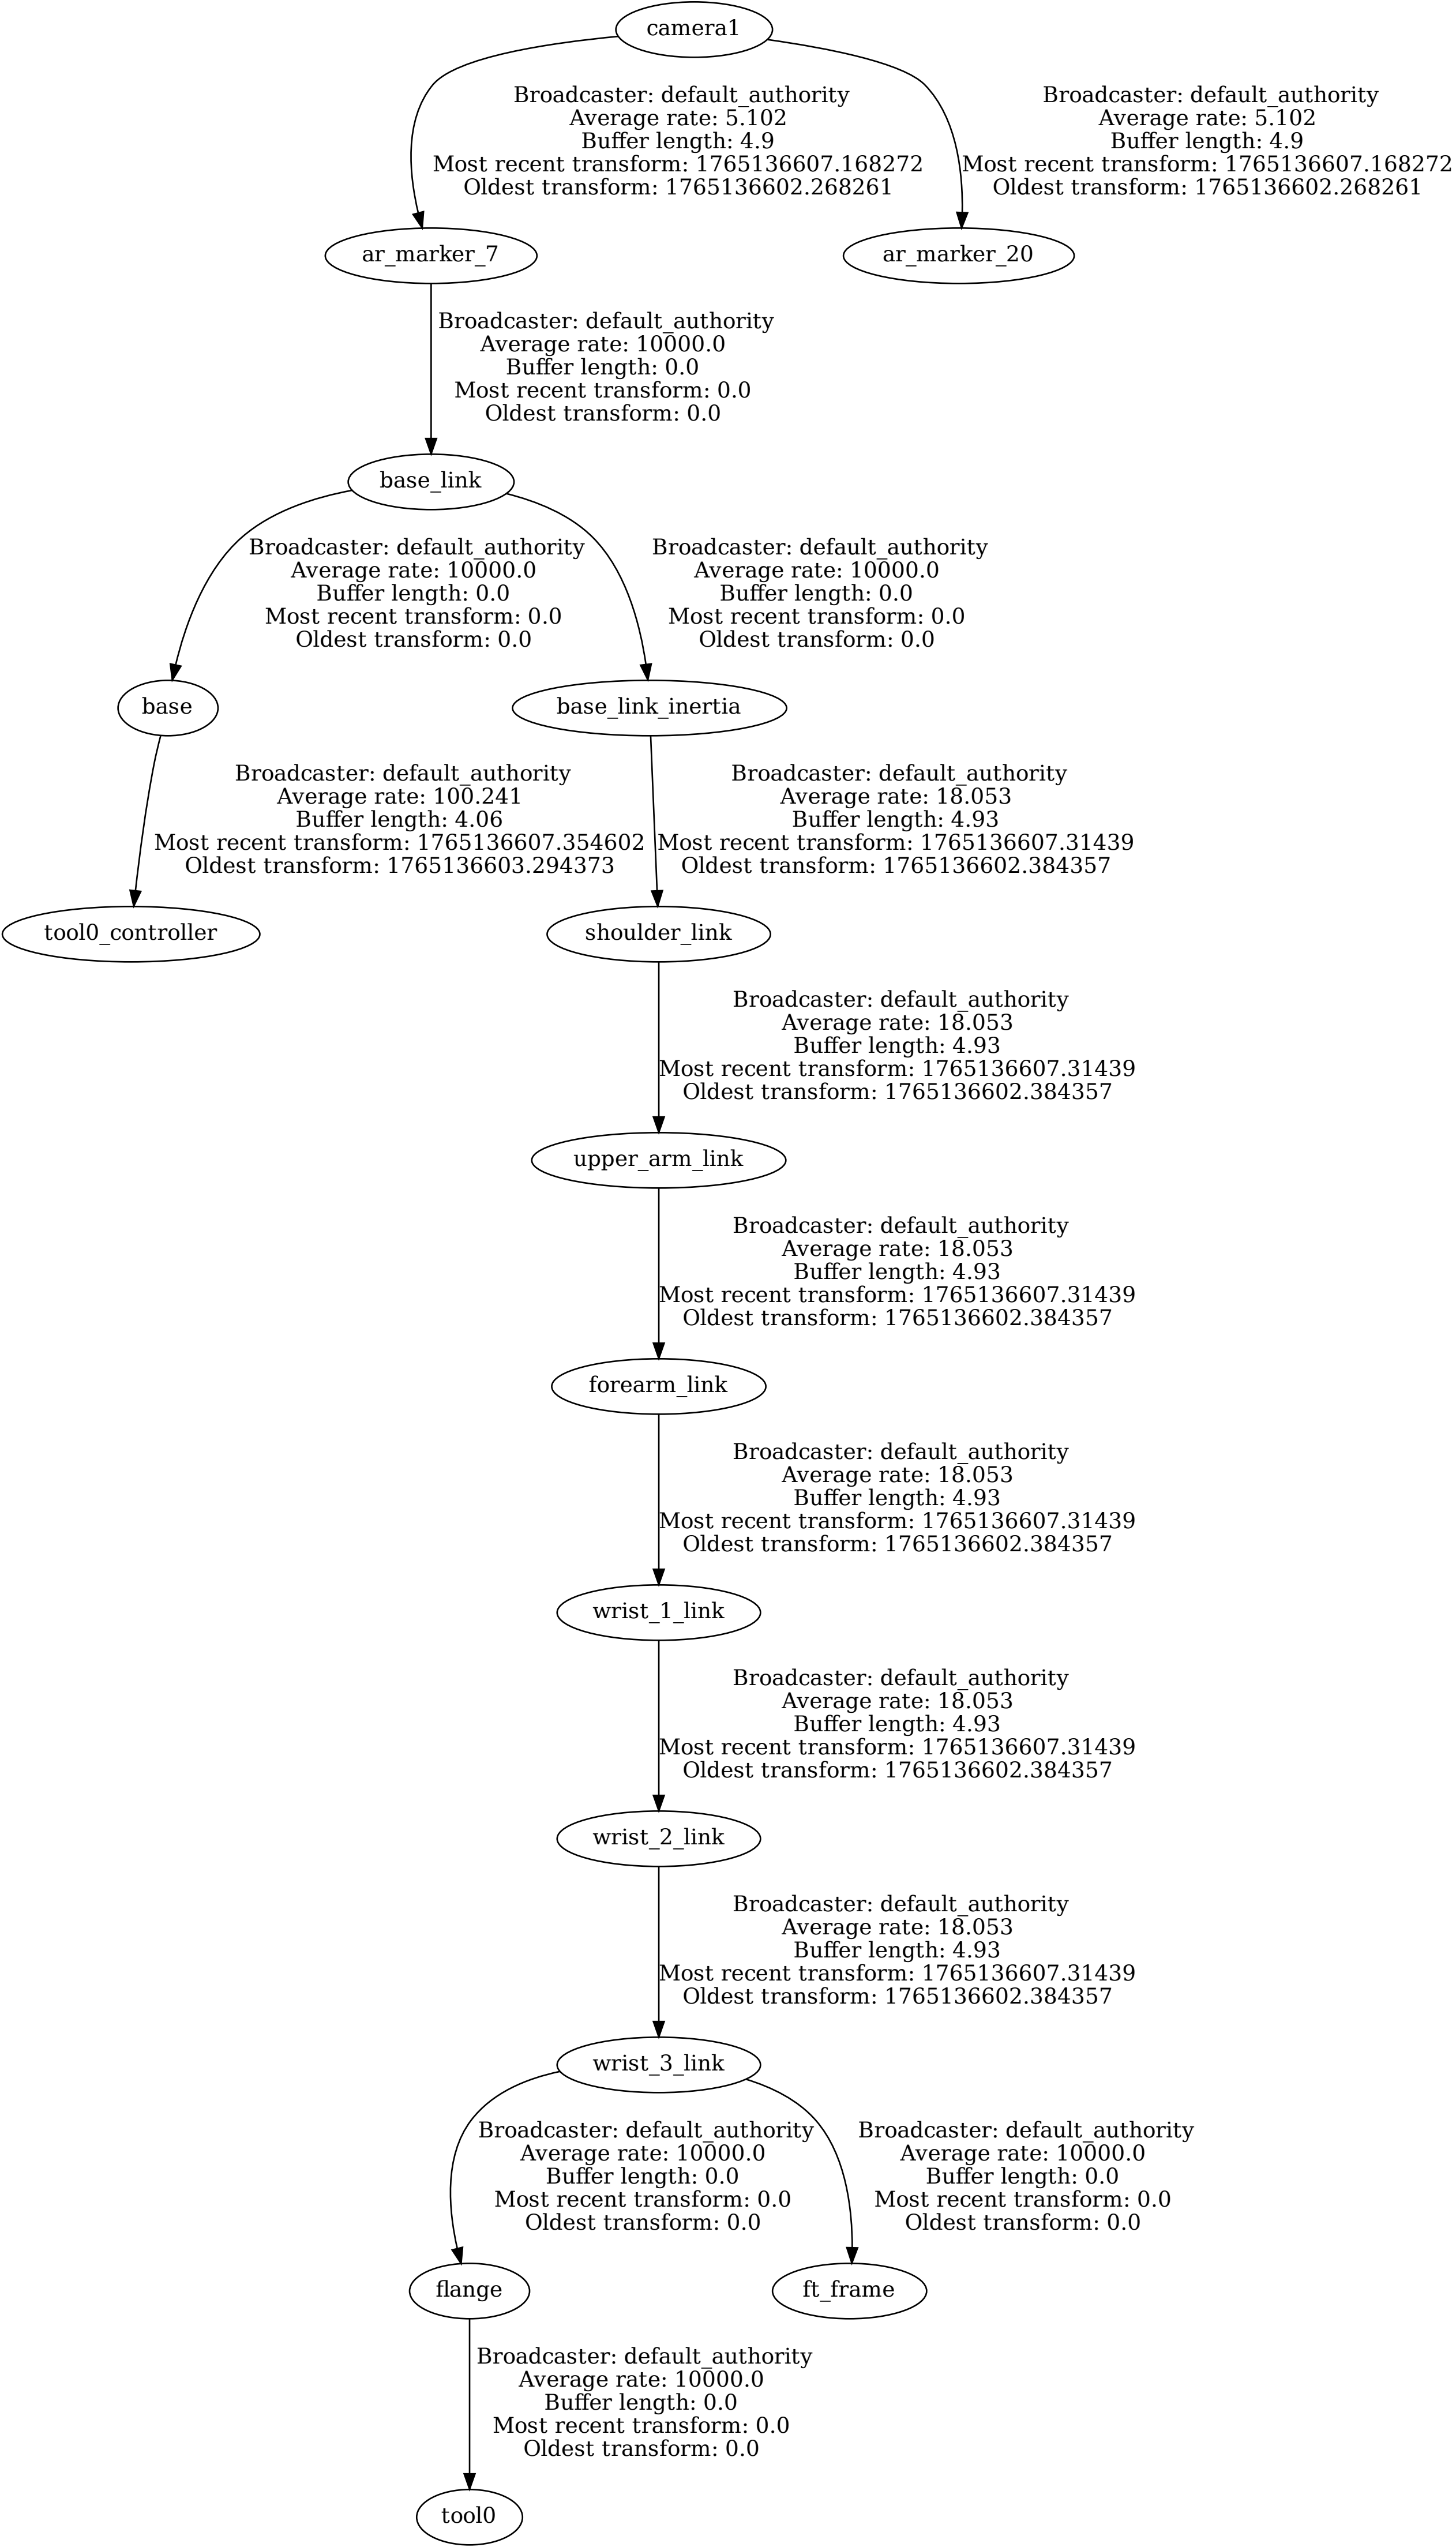 camera1
Broadcaster: default_authority
Average rate: 5.102
Buffer length: 4.9
Most recent transform: 1765136607.168272
Oldest transform: 1765136602.268261
Broadcaster: default_authority
Average rate: 5.102
Buffer length: 4.9
Most recent transform: 1765136607.168272
Oldest transform: 1765136602.268261
ar_marker_7
ar_marker_20
Broadcaster: default_authority
Average rate: 10000.0
Buffer length: 0.0
Most recent transform: 0.0
Oldest transform: 0.0
base_link
Broadcaster: default_authority
Average rate: 10000.0
Buffer length: 0.0
Most recent transform: 0.0
Oldest transform: 0.0
Broadcaster: default_authority
Average rate: 10000.0
Buffer length: 0.0
Most recent transform: 0.0
Oldest transform: 0.0
base
base_link_inertia
Broadcaster: default_authority
Average rate: 100.241
Buffer length: 4.06
Most recent transform: 1765136607.354602
Oldest transform: 1765136603.294373
Broadcaster: default_authority
Average rate: 18.053
Buffer length: 4.93
Most recent transform: 1765136607.31439
Oldest transform: 1765136602.384357
tool0_controller
shoulder_link
Broadcaster: default_authority
Average rate: 18.053
Buffer length: 4.93
Most recent transform: 1765136607.31439
Oldest transform: 1765136602.384357
upper_arm_link
Broadcaster: default_authority
Average rate: 18.053
Buffer length: 4.93
Most recent transform: 1765136607.31439
Oldest transform: 1765136602.384357
forearm_link
Broadcaster: default_authority
Average rate: 18.053
Buffer length: 4.93
Most recent transform: 1765136607.31439
Oldest transform: 1765136602.384357
wrist_1_link
Broadcaster: default_authority
Average rate: 18.053
Buffer length: 4.93
Most recent transform: 1765136607.31439
Oldest transform: 1765136602.384357
wrist_2_link
Broadcaster: default_authority
Average rate: 18.053
Buffer length: 4.93
Most recent transform: 1765136607.31439
Oldest transform: 1765136602.384357
wrist_3_link
Broadcaster: default_authority
Average rate: 10000.0
Buffer length: 0.0
Most recent transform: 0.0
Oldest transform: 0.0
Broadcaster: default_authority
Average rate: 10000.0
Buffer length: 0.0
Most recent transform: 0.0
Oldest transform: 0.0
flange
ft_frame
Broadcaster: default_authority
Average rate: 10000.0
Buffer length: 0.0
Most recent transform: 0.0
Oldest transform: 0.0
tool0